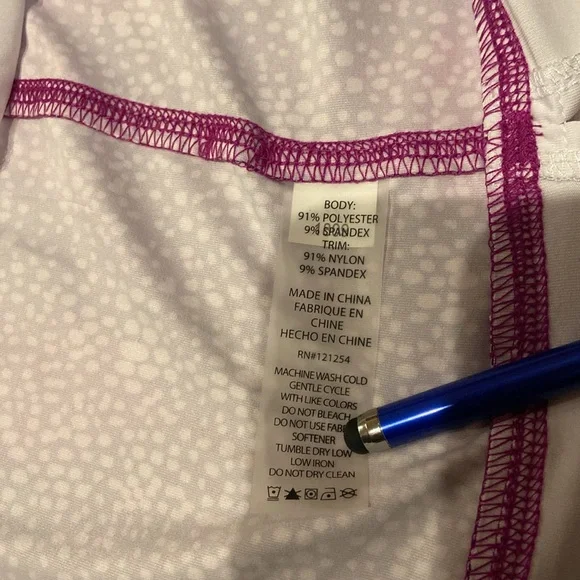 BODY:
91% POLYESTER
9% SPANDEX
TRIM:
91% NYLON
9% SPANDEX
MADE IN CHINA
FABRIQUE EN
CHINE
HECHO EN CHINE
RN#121254
MACHINE WASH COLD
GENTLE CYCLE
WITH LIKE COLORS
DO NOT BLEACH
DO NOT USE FAB
SOFTENER
TUMBLE DRY LOW
LOW IRON
DO NOT DRY CLEAN